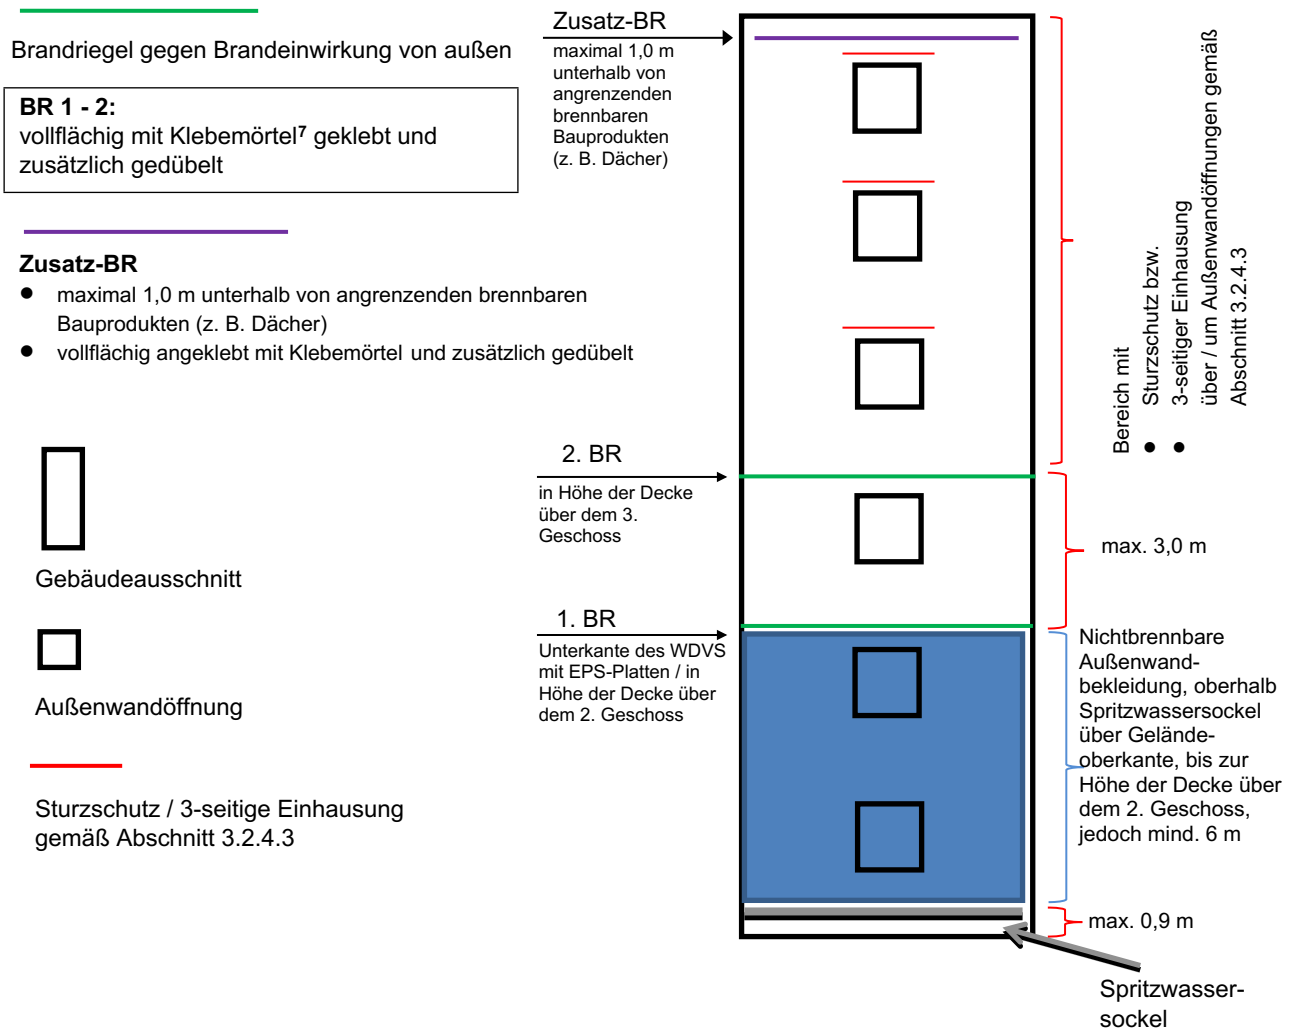 Brandriegel gegen Brandeinwirkung von außen
BR 1 - 2:
vollflächig mit Klebemörtel⁷ geklebt und
zusätzlich gedübelt
Zusatz-BR
● maximal 1,0 m unterhalb von angrenzenden brennbaren
Bauprodukten (z. B. Dächer)
● vollflächig angeklebt mit Klebemörtel und zusätzlich gedübelt
Gebäudeausschnitt
Außenwandöffnung
Sturzschutz / 3-seitige Einhausung
gemäß Abschnitt 3.2.4.3
Zusatz-BR
maximal 1,0 m
unterhalb von
angrenzenden
brennbaren
Bauprodukten
(z. B. Dächer)
2. BR
in Höhe der Decke
über dem 3.
Geschoss
1. BR
Unterkante des WDVS
mit EPS-Platten / in
Höhe der Decke über
dem 2. Geschoss
Bereich mit
● Sturzschutz bzw.
● 3-seitiger Einhausung
über / um Außenwandöffnungen gemäß
Abschnitt 3.2.4.3
max. 3,0 m
Nichtbrennbare
Außenwand-
bekleidung, oberhalb
Spritzwassersockel
über Gelände-
oberkante, bis zur
Höhe der Decke über
dem 2. Geschoss,
jedoch mind. 6 m
max. 0,9 m
Spritzwasser-
sockel